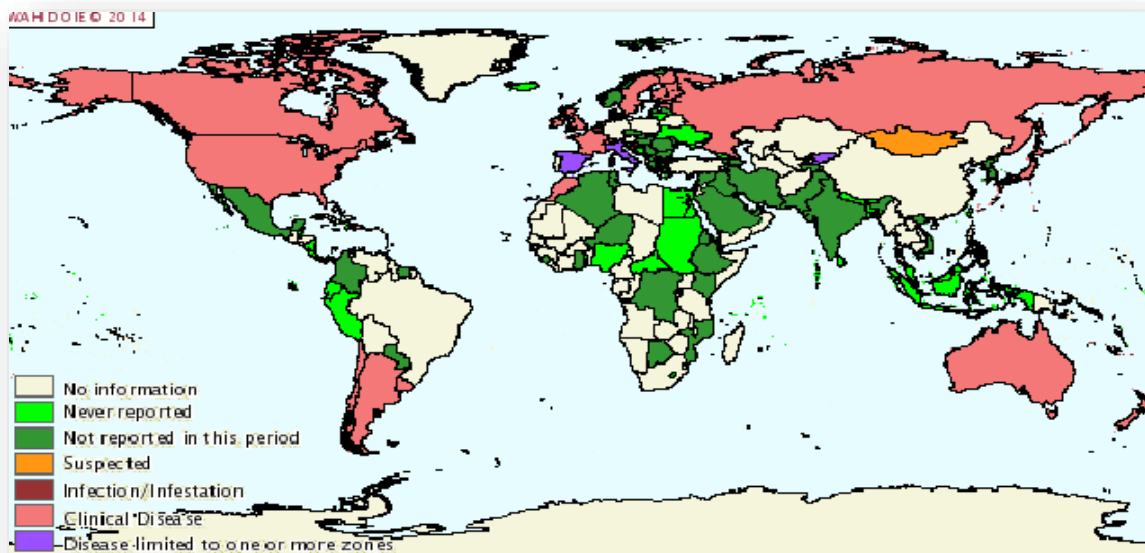 WAHID OIE © 2014
No information
Never reported
Not reported in this period
Suspected
Infection/Infestation
Clinical Disease
Disease limited to one or more zones